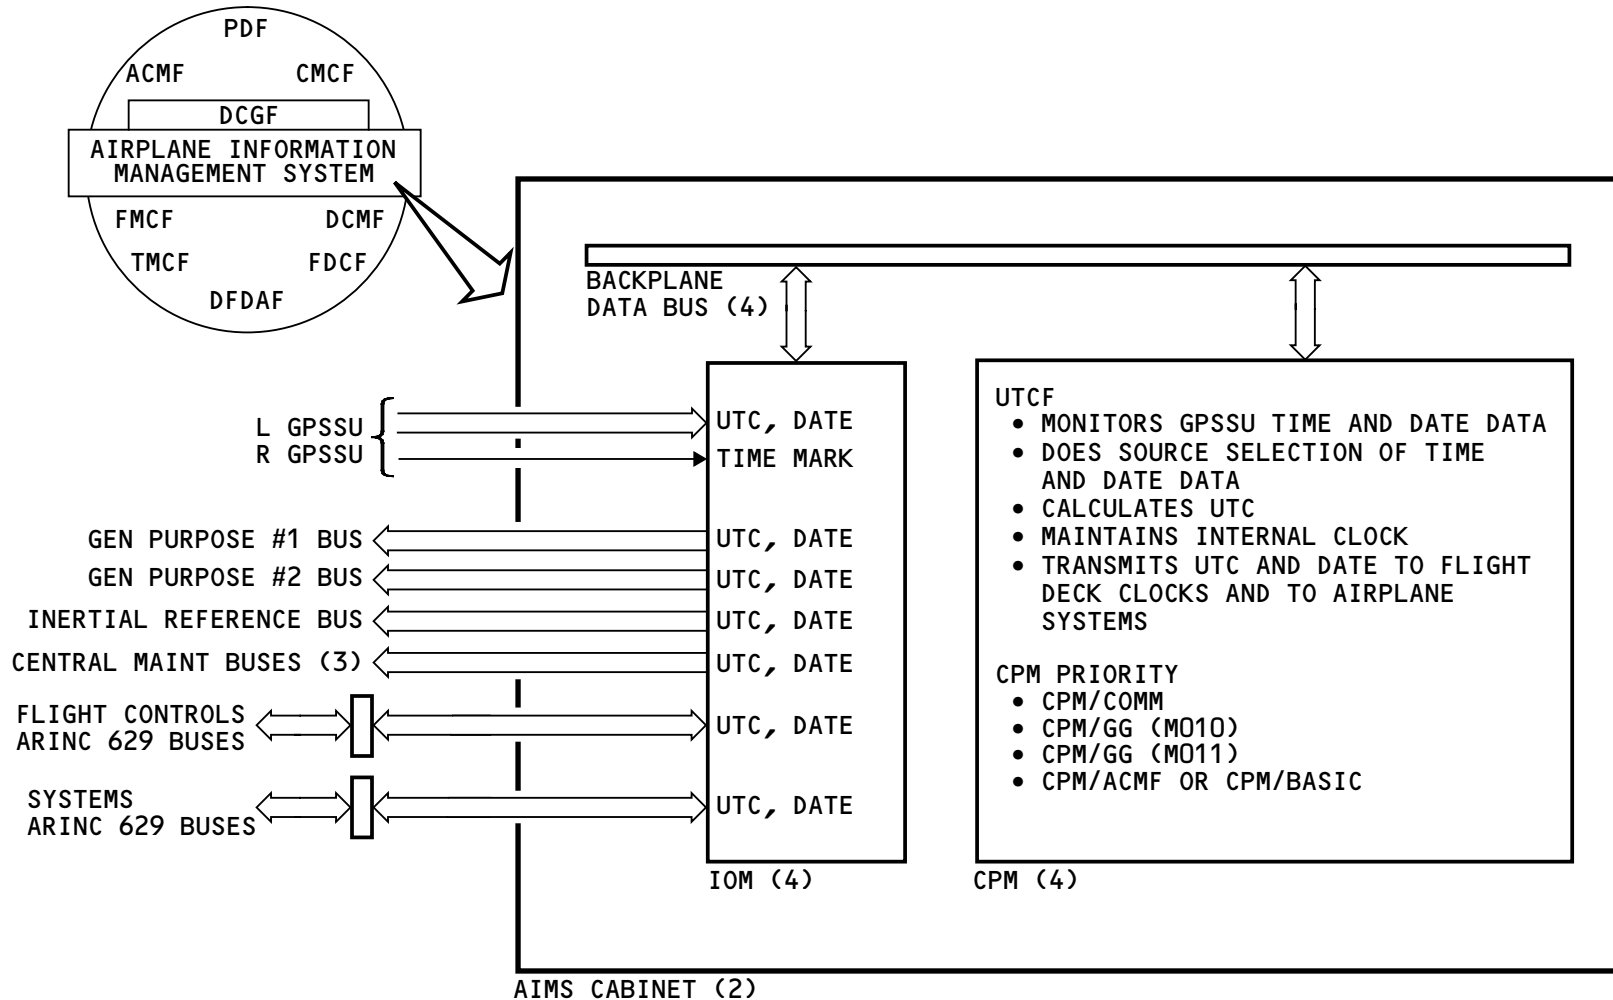 PDF
ACMF
CMCF
DCGF
AIRPLANE INFORMATION
MANAGEMENT SYSTEM
FMCF
DCMF
TMCF
FDCF
DFDAF
BACKPLANE
DATA BUS (4)
L GPSSU
R GPSSU
UTC, DATE
TIME MARK
GEN PURPOSE #1 BUS
UTC, DATE
GEN PURPOSE #2 BUS
UTC, DATE
INERTIAL REFERENCE BUS
UTC, DATE
CENTRAL MAINT BUSES (3)
UTC, DATE
FLIGHT CONTROLS
ARINC 629 BUSES
UTC, DATE
SYSTEMS
ARINC 629 BUSES
UTC, DATE
IOM (4)
UTCF
• MONITORS GPSSU TIME AND DATE DATA
• DOES SOURCE SELECTION OF TIME
AND DATE DATA
• CALCULATES UTC
• MAINTAINS INTERNAL CLOCK
• TRANSMITS UTC AND DATE TO FLIGHT
DECK CLOCKS AND TO AIRPLANE
SYSTEMS
CPM PRIORITY
• CPM/COMM
• CPM/GG (MO10)
• CPM/GG (MO11)
• CPM/ACMF OR CPM/BASIC
CPM (4)
AIMS CABINET (2)